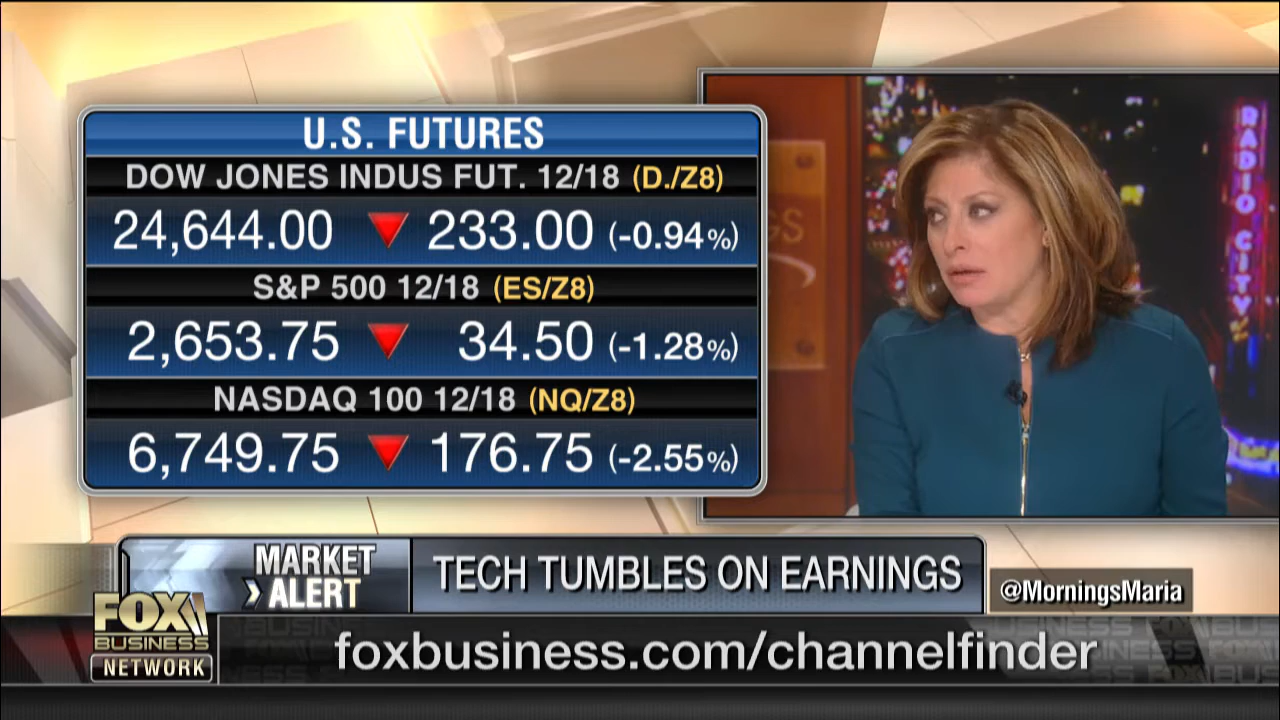 U.S. FUTURES
DOW JONES INDUS FUT. 12/18 (D./Z8)
24,644.00 ▼ 233.00 (-0.94%)
S&P 500 12/18 (ES/Z8)
2,653.75 ▼ 34.50 (-1.28%)
NASDAQ 100 12/18 (NQ/Z8)
6,749.75 ▼ 176.75 (-2.55%)
RADIO CITY
MARKET
ALERT
TECH TUMBLES ON EARNINGS
@MorningsMaria
FOX
BUSINESS
NETWORK
foxbusiness.com/channelfinder